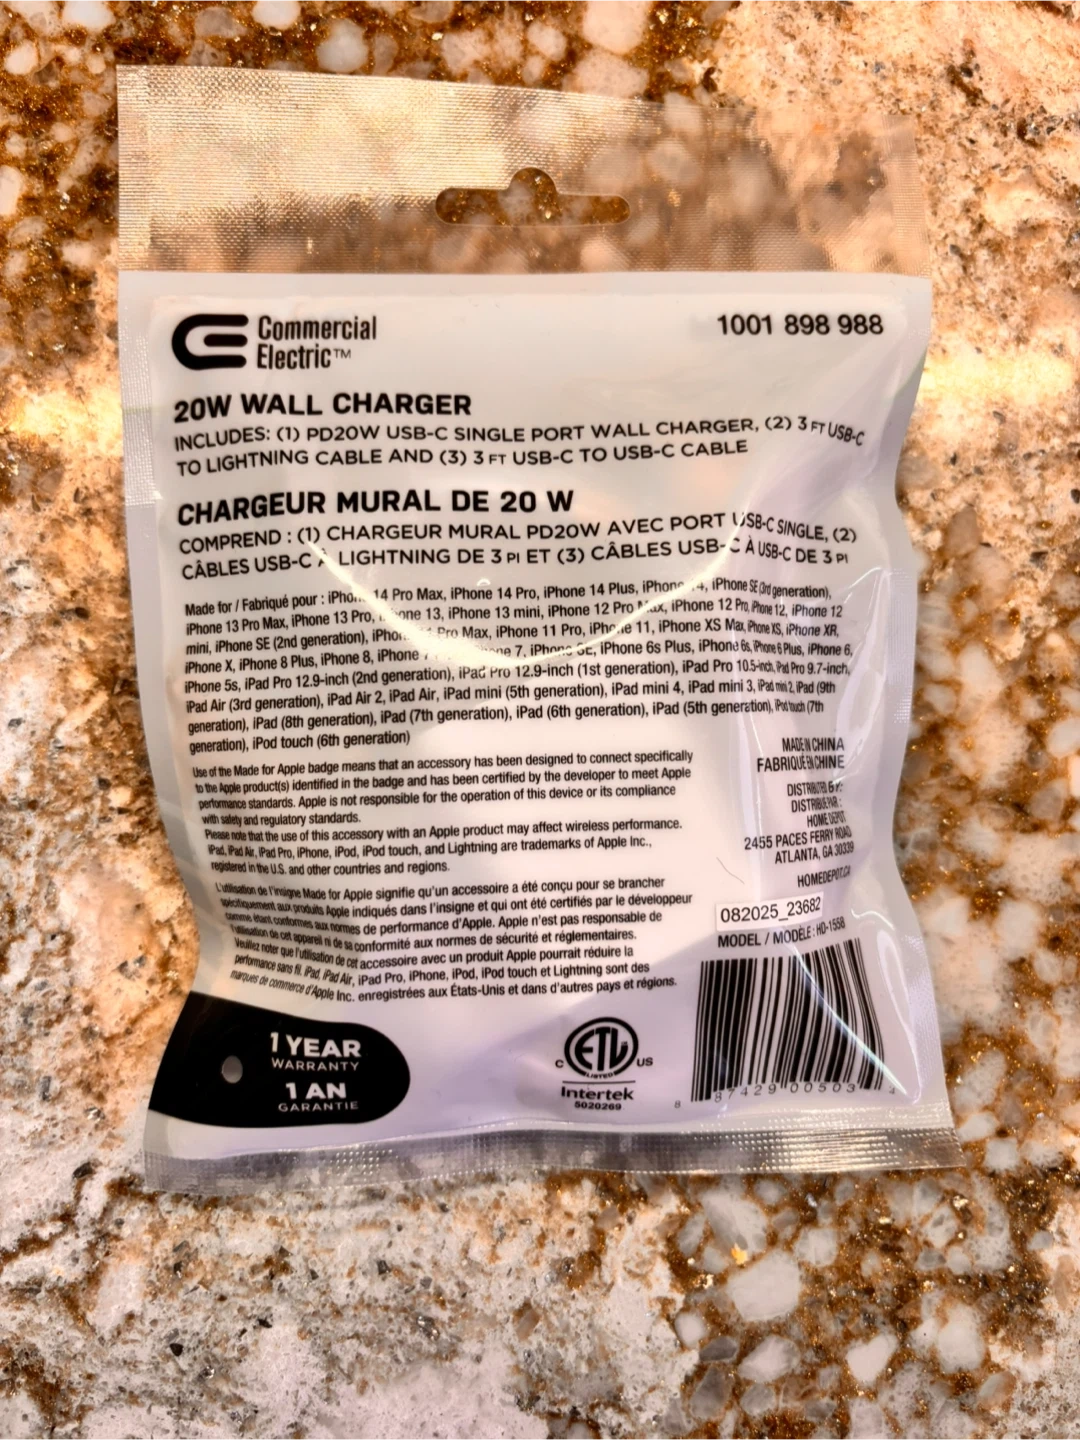 Commercial
Electric™
1001 898 988
20W WALL CHARGER
INCLUDES: (1) PD20W USB-C SINGLE PORT WALL CHARGER, (2) 3 FT USB-C
TO LIGHTNING CABLE AND (3) 3 FT USB-C TO USB-C CABLE
CHARGEUR MURAL DE 20 W
COMPREND : (1) CHARGEUR MURAL PD20W AVEC PORT USB-C SINGLE, (2)
CÂBLES USB-C À LIGHTNING DE 3 PI ET (3) CÂBLES USB-C À USB-C DE 3 PI
Made for / Fabriqué pour : iPhone 14 Pro Max, iPhone 14 Pro, iPhone 14 Plus, iPhone 14, iPhone SE (3rd generation),
iPhone 13 Pro Max, iPhone 13 Pro, iPhone 13, iPhone 13 mini, iPhone 12 Pro Max, iPhone 12 Pro, iPhone 12, iPhone 12
mini, iPhone SE (2nd generation), iPhone 11 Pro Max, iPhone 11 Pro, iPhone 11, iPhone XS Max, iPhone XS, iPhone XR,
iPhone X, iPhone 8 Plus, iPhone 8, iPhone 7, iPhone SE, iPhone 6s Plus, iPhone 6s, iPhone 6 Plus, iPhone 6,
iPhone 5s, iPad Pro 12.9-inch (2nd generation), iPad Pro 12.9-inch (1st generation), iPad Pro 10.5-inch, iPad Pro 9.7-inch,
iPad Air (3rd generation), iPad Air 2, iPad Air, iPad mini (5th generation), iPad mini 4, iPad mini 3, iPad mini 2, iPad (9th
generation), iPad (8th generation), iPad (7th generation), iPad (6th generation), iPad (5th generation), iPod touch (7th
generation), iPod touch (6th generation)
Use of the Made for Apple badge means that an accessory has been designed to connect specifically
to the Apple product(s) identified in the badge and has been certified by the developer to meet Apple
performance standards. Apple is not responsible for the operation of this device or its compliance
with safety and regulatory standards.
Please note that the use of this accessory with an Apple product may affect wireless performance.
iPad, iPad Air, iPad Pro, iPhone, iPod, iPod touch, and Lightning are trademarks of Apple Inc.,
registered in the U.S. and other countries and regions.
L'utilisation de l'insigne Made for Apple signifie qu'un accessoire a été conçu pour se brancher
spécifiquement aux produits Apple indiqués dans l'insigne et qui ont été certifiés par le développeur
comme étant conformes aux normes de performance d'Apple. Apple n'est pas responsable de
l'utilisation de cet appareil ni de sa conformité aux normes de sécurité et réglementaires.
Veuillez noter que l'utilisation de cet accessoire avec un produit Apple pourrait réduire la
performance sans fil. iPad, iPad Air, iPad Pro, iPhone, iPod, iPod touch et Lightning sont des
marques de commerce d'Apple Inc. enregistrées aux États-Unis et dans d'autres pays et régions.
MADE IN CHINA
FABRIQUÉ EN CHINE
DISTRIBUTED BY:
DISTRIBUÉ PAR :
HOME DEPOT
2455 PACES FERRY ROAD
ATLANTA, GA 30339
HOMEDEPOT.CA
082025_23682
MODEL / MODÈLE : HD-1558
8 87429 00503 4
1 YEAR
WARRANTY
1 AN
GARANTIE
C ETL US
LISTED
Intertek
5020269